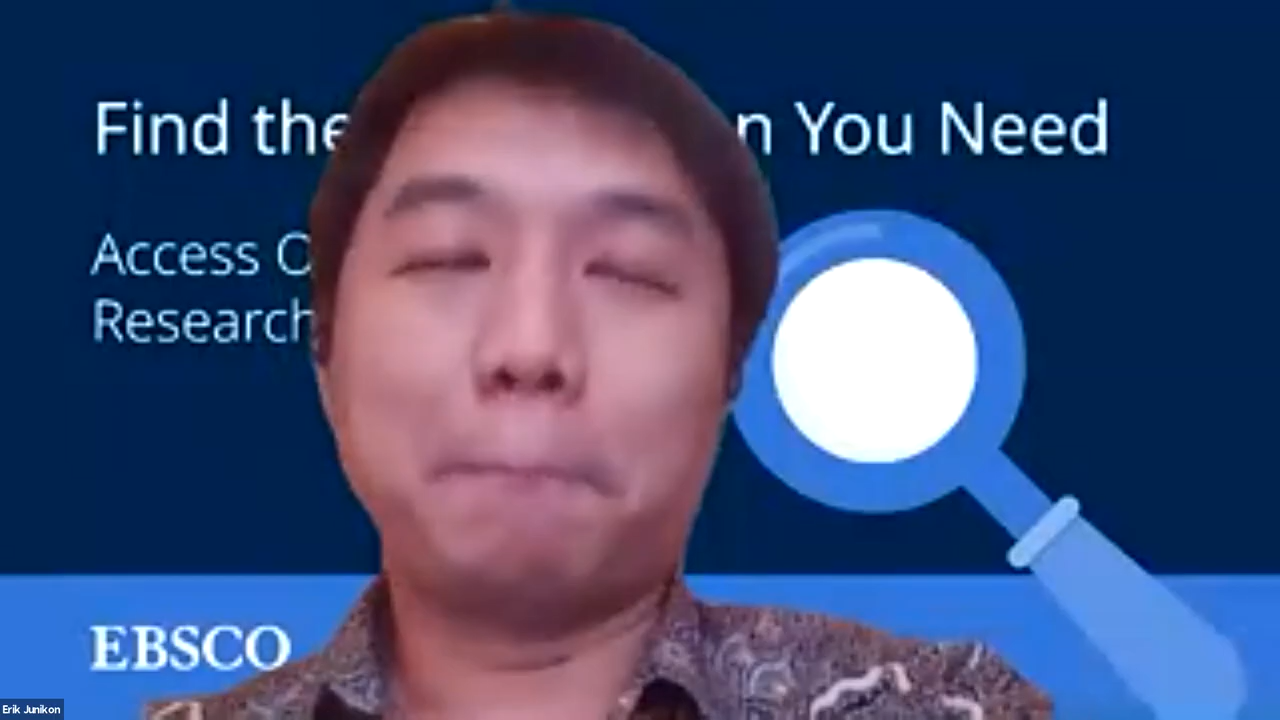 Find the n You Need
Access O
Research
EBSCO
Erik Junikon